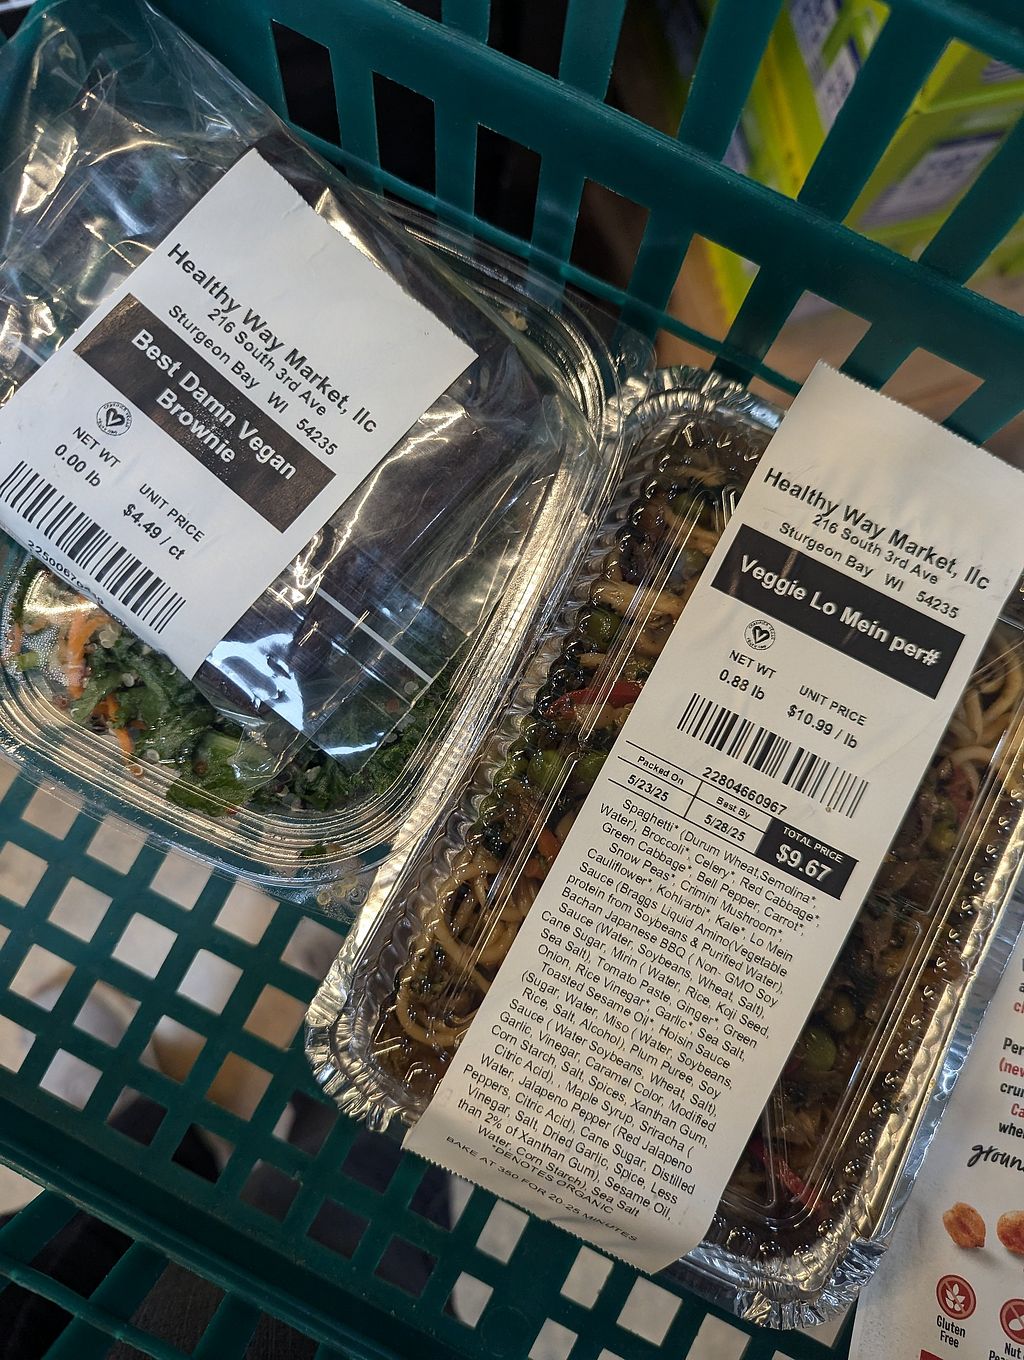 Healthy Way Market, llc
216 South 3rd Ave
Sturgeon Bay WI 54235
Best Damn Vegan
Brownie
NET WT
0.00 lb
UNIT PRICE
$4.49 / ct
Healthy Way Market, llc
216 South 3rd Ave
Sturgeon Bay WI 54235
Veggie Lo Mein per#
NET WT
0.88 lb
UNIT PRICE
$10.99 / lb
22804660967
Packed On
5/23/25
Best By
5/28/25
TOTAL PRICE
$9.67
Spaghetti* (Durum Wheat Semolina*,
Water), Broccoli*, Celery*, Red Cabbage*,
Green Cabbage*, Bell Pepper, Carrot*,
Snow Peas*, Crimini Mushroom*,
Cauliflower*, Kohlrarbi*, Kale*, Lo Mein
Sauce (Braggs Liquid Amino(Vegetable
protein from Soybeans & Purified Water),
Bachan Japanese BBQ ( Non- GMO Soy
Sauce (Water, Soybeans, Wheat, Salt),
Cane Sugar, Mirin ( Water, Rice, Koji Seed,
Sea Salt), Tomato Paste, Ginger*, Green
Onion, Rice Vinegar*, Garlic*, Sea Salt,
Toasted Sesame Oil*, Hoisin Sauce
(Sugar, Water, Miso ( Water, Soybeans,
Rice, Salt, Alcohol), Plum Puree, Soy
Sauce ( Water Soybeans, Wheat, Salt),
Garlic, Vinegar, Caramel Color, Modified
Corn Starch, Salt, Spices, Xanthan Gum,
Citric Acid), , Maple Syrup, Sriracha (
Water, Jalapeno Pepper (Red Jalapeno
Peppers, Citric Acid) Cane Sugar, Distilled
Vinegar, Salt, Dried Garlic, Spice, Less
than 2% of Xanthan Gum), Sesame Oil,
Water, Corn Starch), Sea Salt
*DENOTES ORGANIC
BAKE AT 350 FOR 20-25 MINUTES
Per
(new
cru
Ca
whe
groun
Gluten
Free
Nut